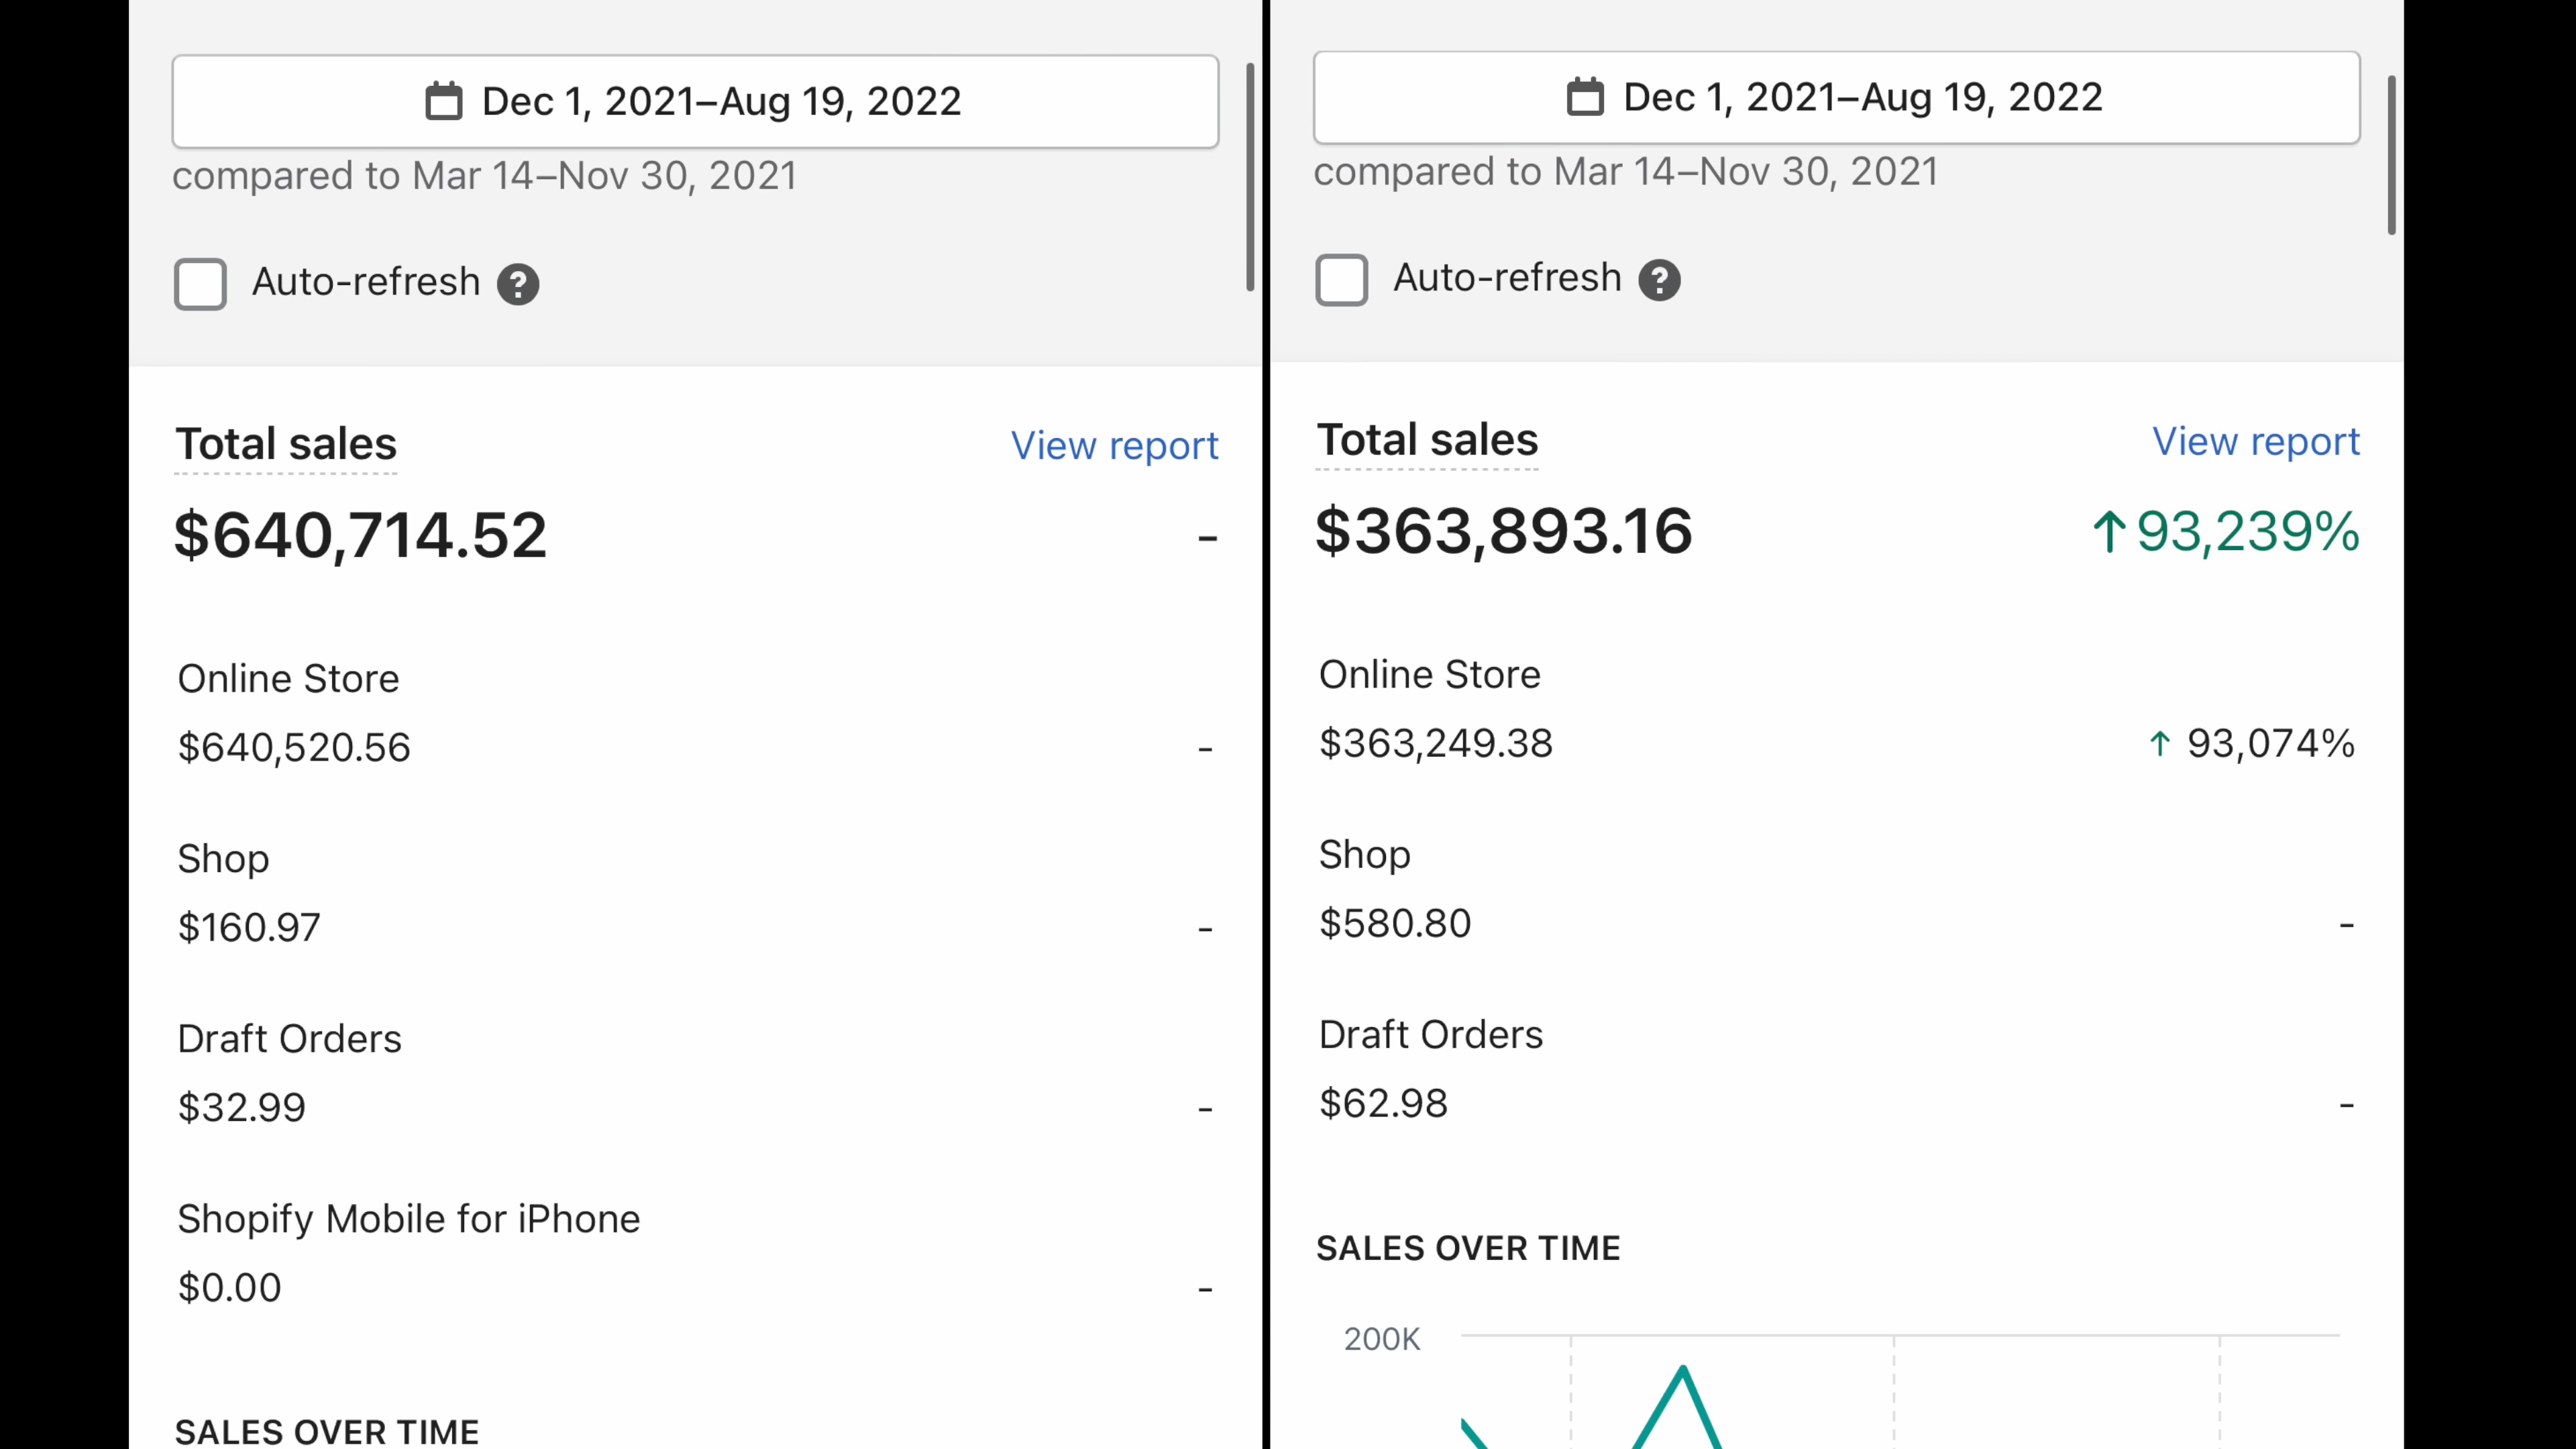 Dec 1, 2021–Aug 19, 2022
compared to Mar 14–Nov 30, 2021
Auto-refresh ?
Total sales View report
$640,714.52 -
Online Store
$640,520.56 -
Shop
$160.97 -
Draft Orders
$32.99 -
Shopify Mobile for iPhone
$0.00 -
SALES OVER TIME
Dec 1, 2021–Aug 19, 2022
compared to Mar 14–Nov 30, 2021
Auto-refresh ?
Total sales View report
$363,893.16 ↑93,239%
Online Store
$363,249.38 ↑ 93,074%
Shop
$580.80 -
Draft Orders
$62.98 -
SALES OVER TIME
200K